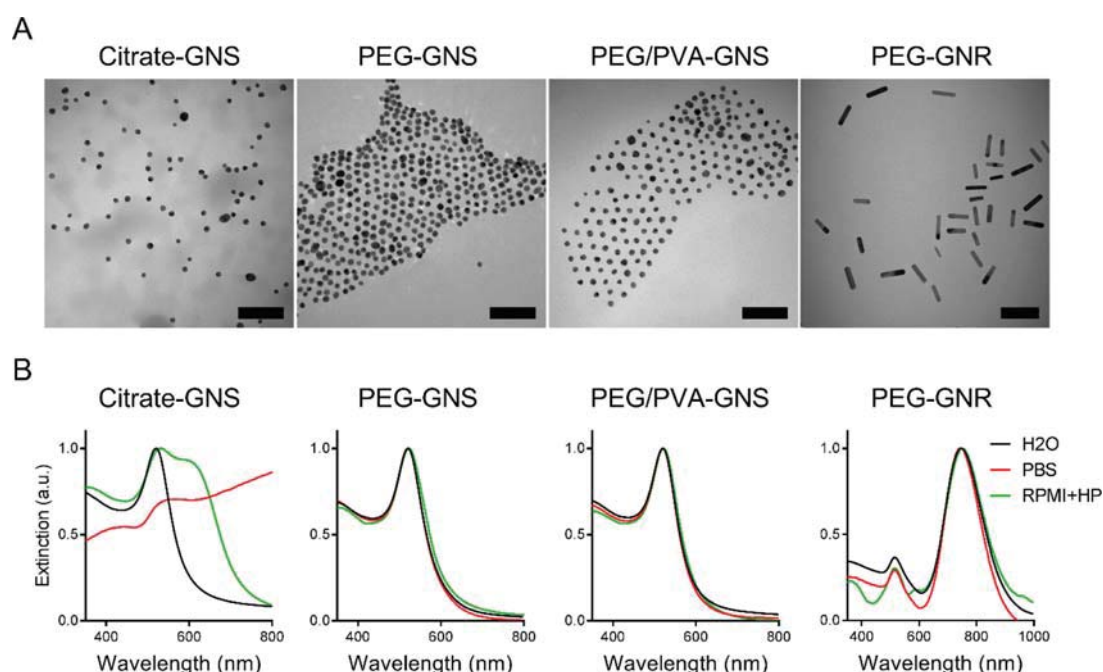 A
Citrate-GNS PEG-GNS PEG/PVA-GNS PEG-GNR
B
Citrate-GNS PEG-GNS PEG/PVA-GNS PEG-GNR
Extinction (a.u.)
1.0 1.0 1.0 1.0
0.5 0.5 0.5 0.5
0.0 0.0 0.0 0.0
H2O
PBS
RPMI+HP
400 600 800 400 600 800 400 600 800 400 600 800 1000
Wavelength (nm) Wavelength (nm) Wavelength (nm) Wavelength (nm)